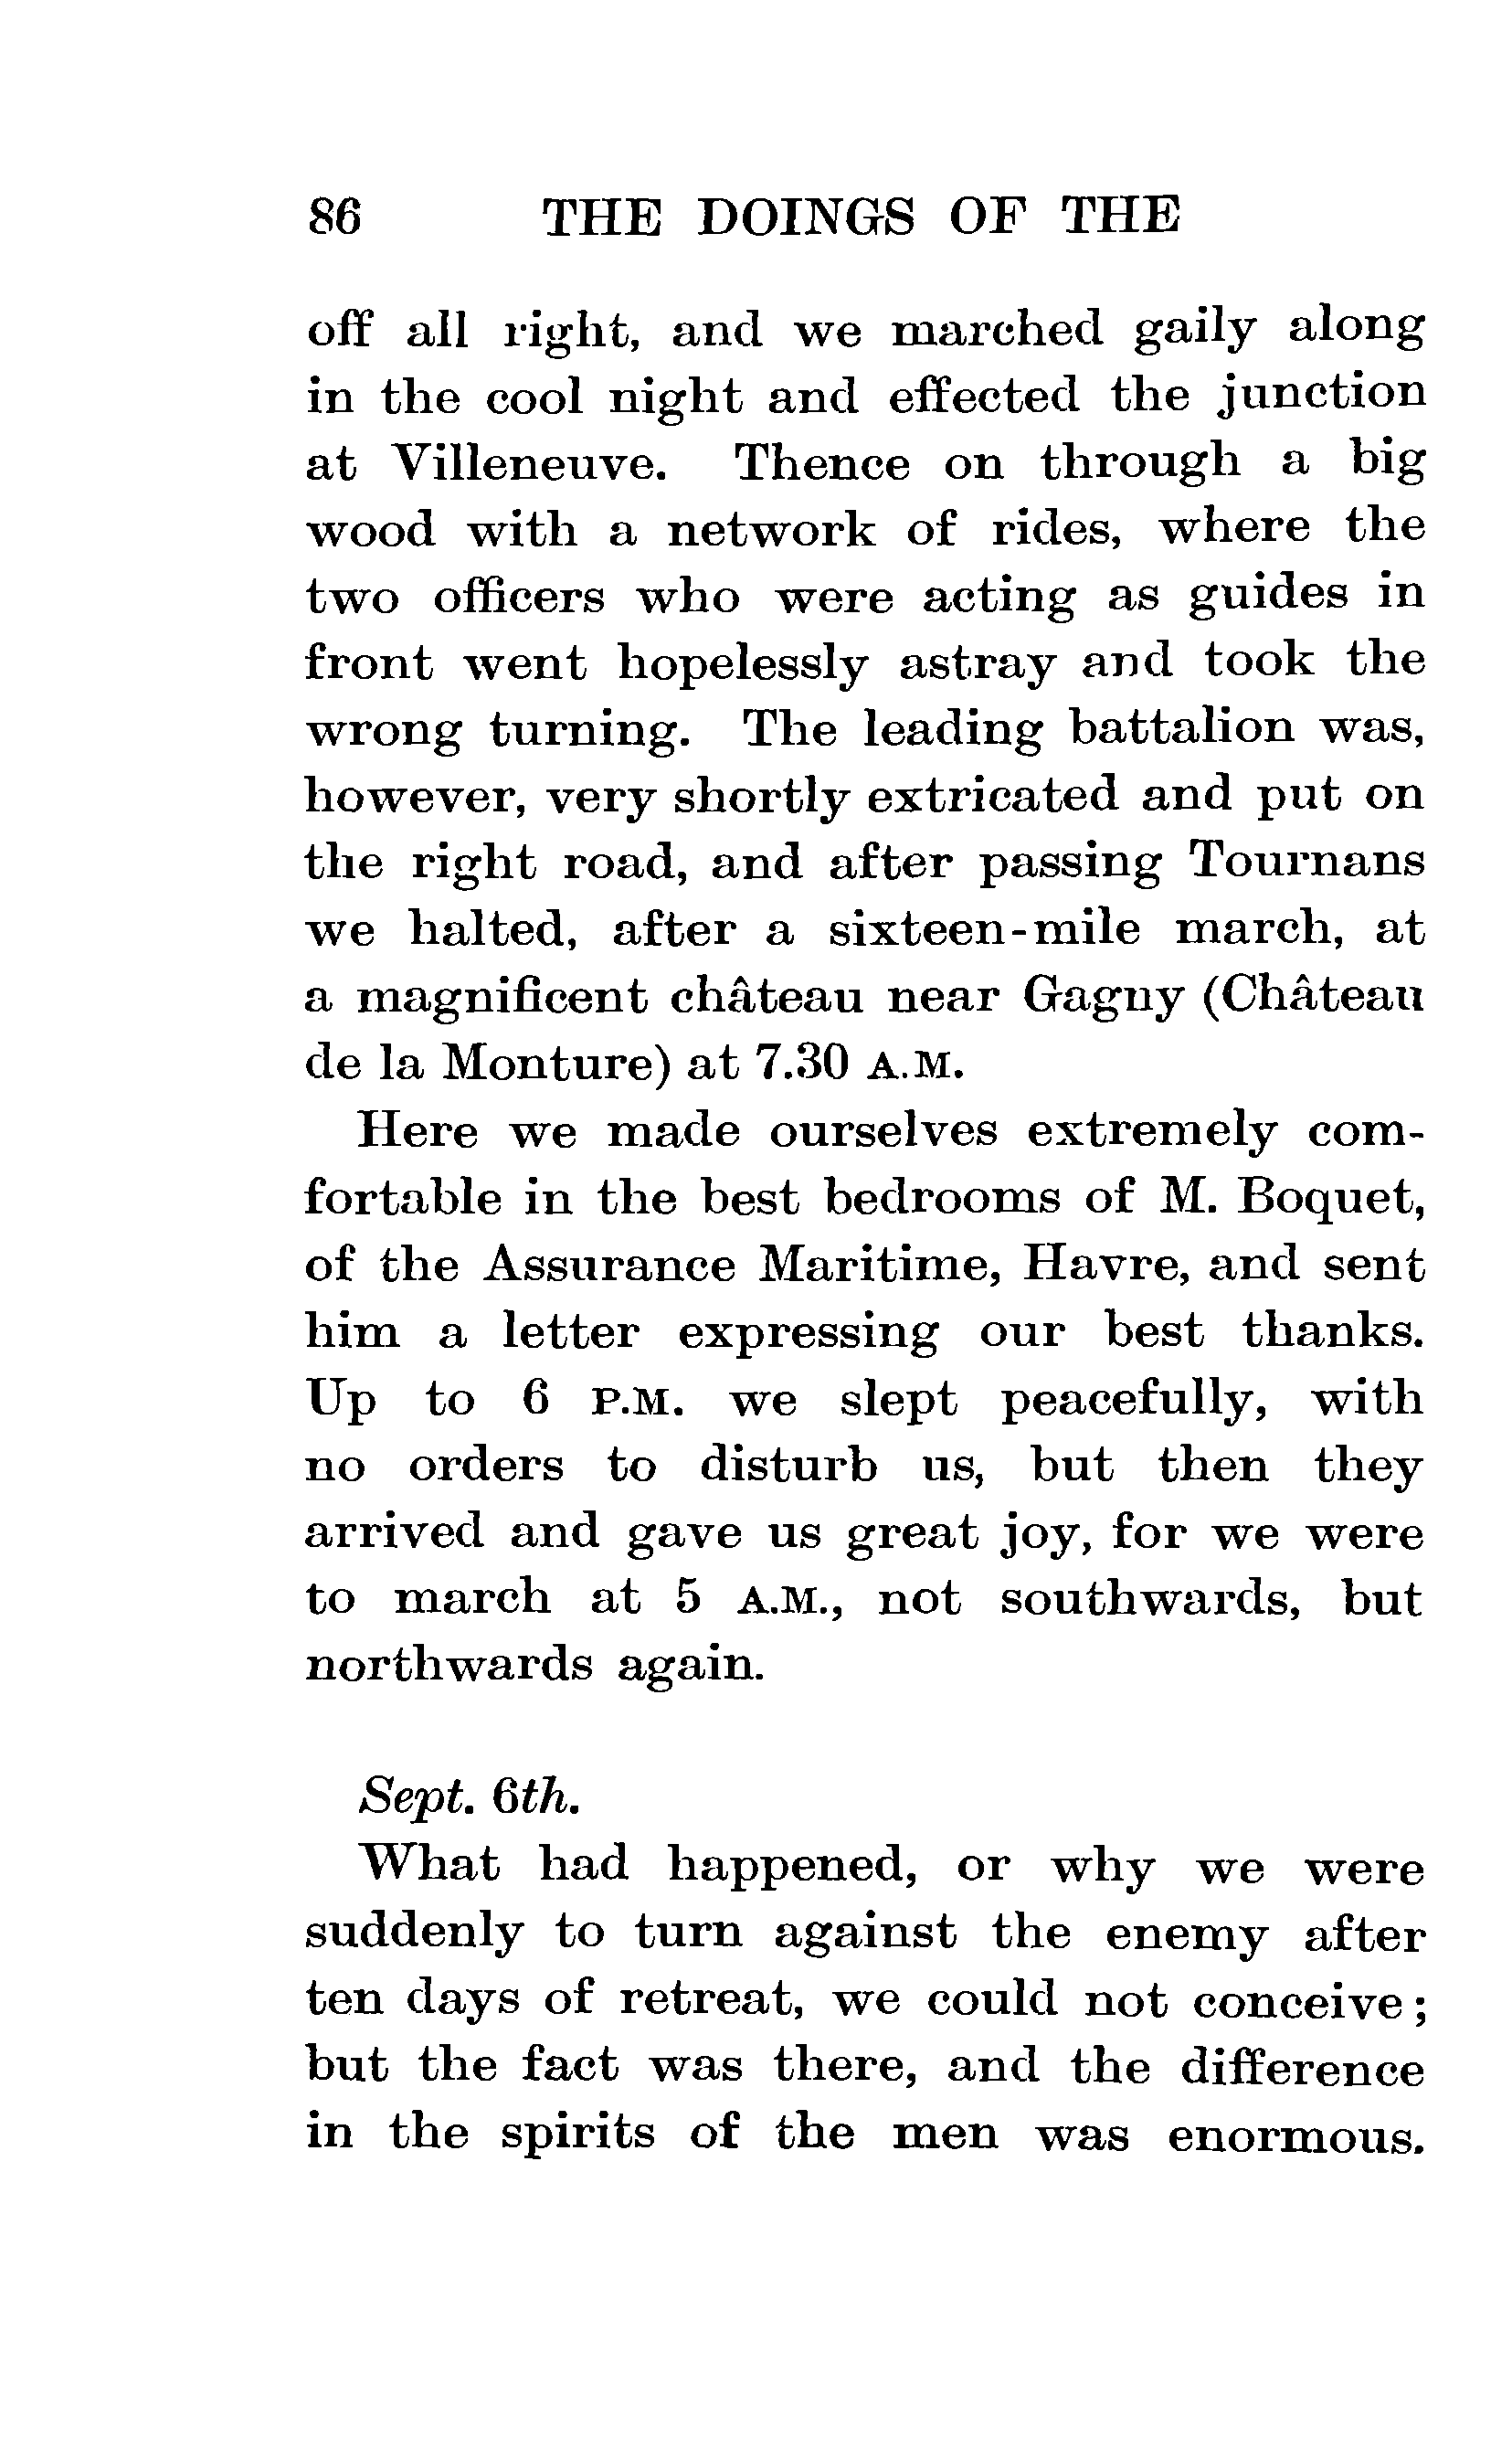 86 THE DOINGS OF THE
off all right, and we marched gaily along
in the cool night and effected the junction
at Villeneuve. Thence on through a big
wood with a network of rides, where the
two officers who were acting as guides in
front went hopelessly astray and took the
wrong turning. The leading battalion was,
however, very shortly extricated and put on
the right road, and after passing Tournans
we halted, after a sixteen-mile march, at
a magnificent château near Gagny (Château
de la Monture) at 7.30 A.M.
Here we made ourselves extremely com-
fortable in the best bedrooms of M. Boquet,
of the Assurance Maritime, Havre, and sent
him a letter expressing our best thanks.
Up to 6 P.M. we slept peacefully, with
no orders to disturb us, but then they
arrived and gave us great joy, for we were
to march at 5 A.M., not southwards, but
northwards again.
Sept. 6th.
What had happened, or why we were
suddenly to turn against the enemy after
ten days of retreat, we could not conceive;
but the fact was there, and the difference
in the spirits of the men was enormous.